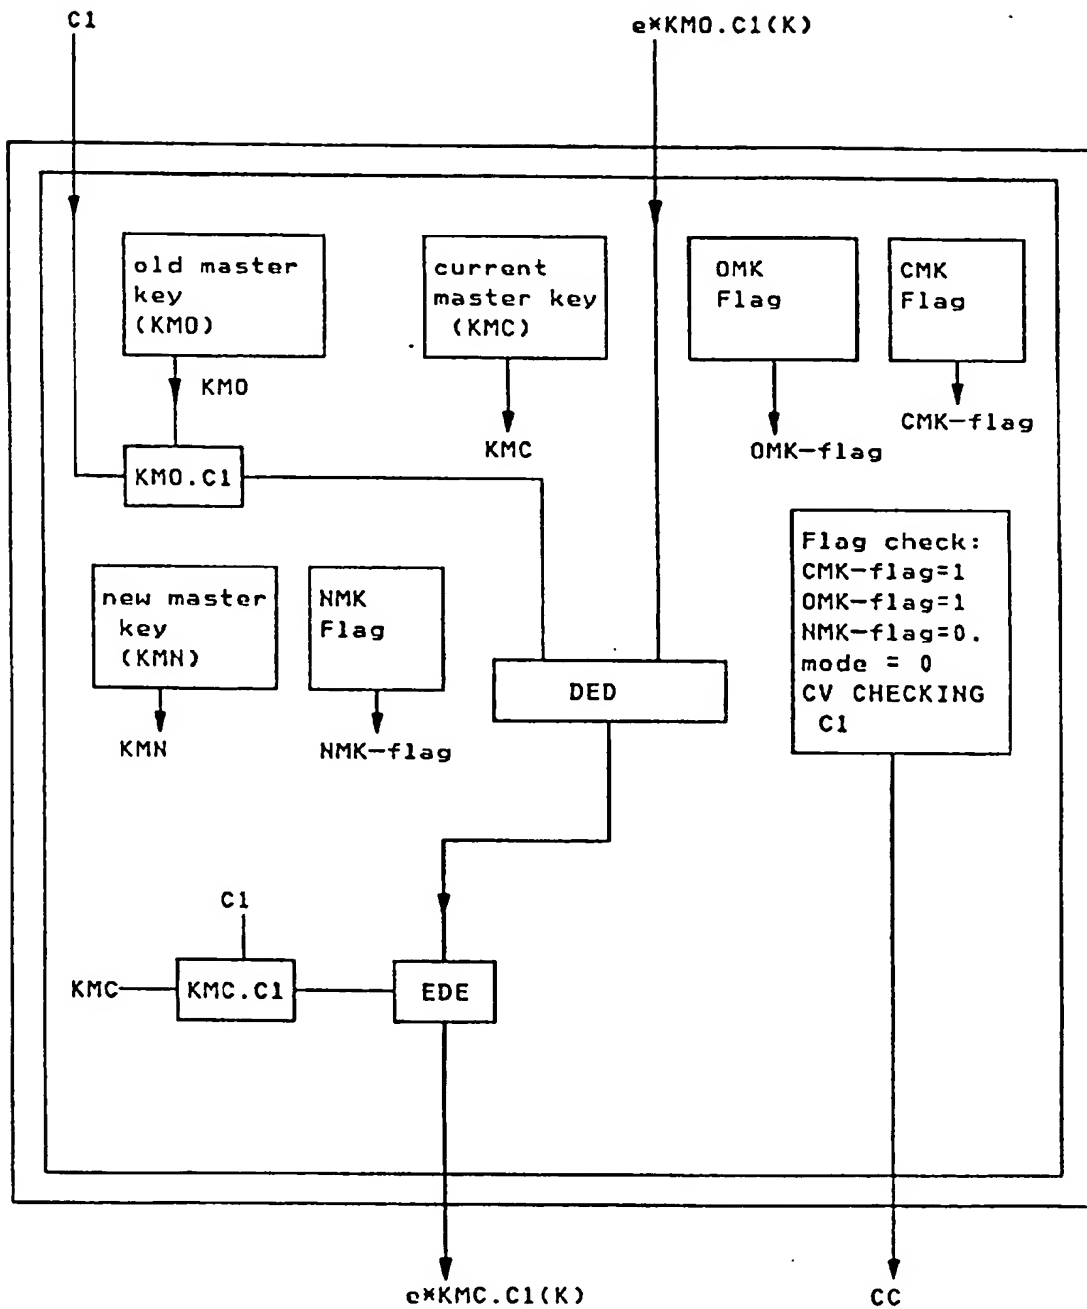 C1
e*KMO.C1(K)
old master
key
(KMO)
current
master key
(KMC)
OMK
Flag
CMK
Flag
KMO
KMC
OMK-flag
CMK-flag
KMO.C1
Flag check:
CMK-flag=1
OMK-flag=1
NMK-flag=0.
mode = 0
CV CHECKING
C1
new master
key
(KMN)
NMK
Flag
DED
KMN
NMK-flag
C1
KMC
KMC.C1
EDE
e*KMC.C1(K)
CC